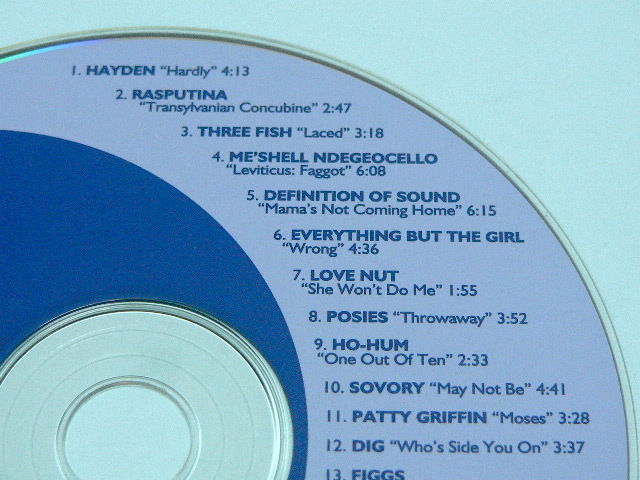 1. HAYDEN "Hardly" 4:13
2. RASPUTINA
"Transylvanian Concubine" 2:47
3. THREE FISH "Laced" 3:18
4. ME'SHELL NDEGEOCELLO
"Leviticus: Faggot" 6:08
5. DEFINITION OF SOUND
"Mama's Not Coming Home" 6:15
6. EVERYTHING BUT THE GIRL
"Wrong" 4:36
7. LOVE NUT
"She Won't Do Me" 1:55
8. POSIES "Throwaway" 3:52
9. HO-HUM
"One Out Of Ten" 2:33
10. SOVORY "May Not Be" 4:41
11. PATTY GRIFFIN "Moses" 3:28
12. DIG "Who's Side You On" 3:37
13. FIGGS